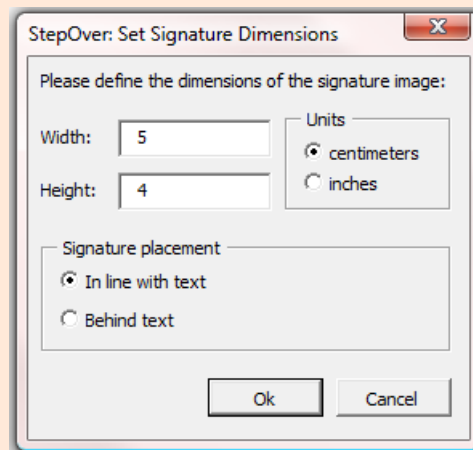 StepOver: Set Signature Dimensions
Please define the dimensions of the signature image:
Width: 5
Height: 4
Units
centimeters
inches
Signature placement
In line with text
Behind text
Ok Cancel